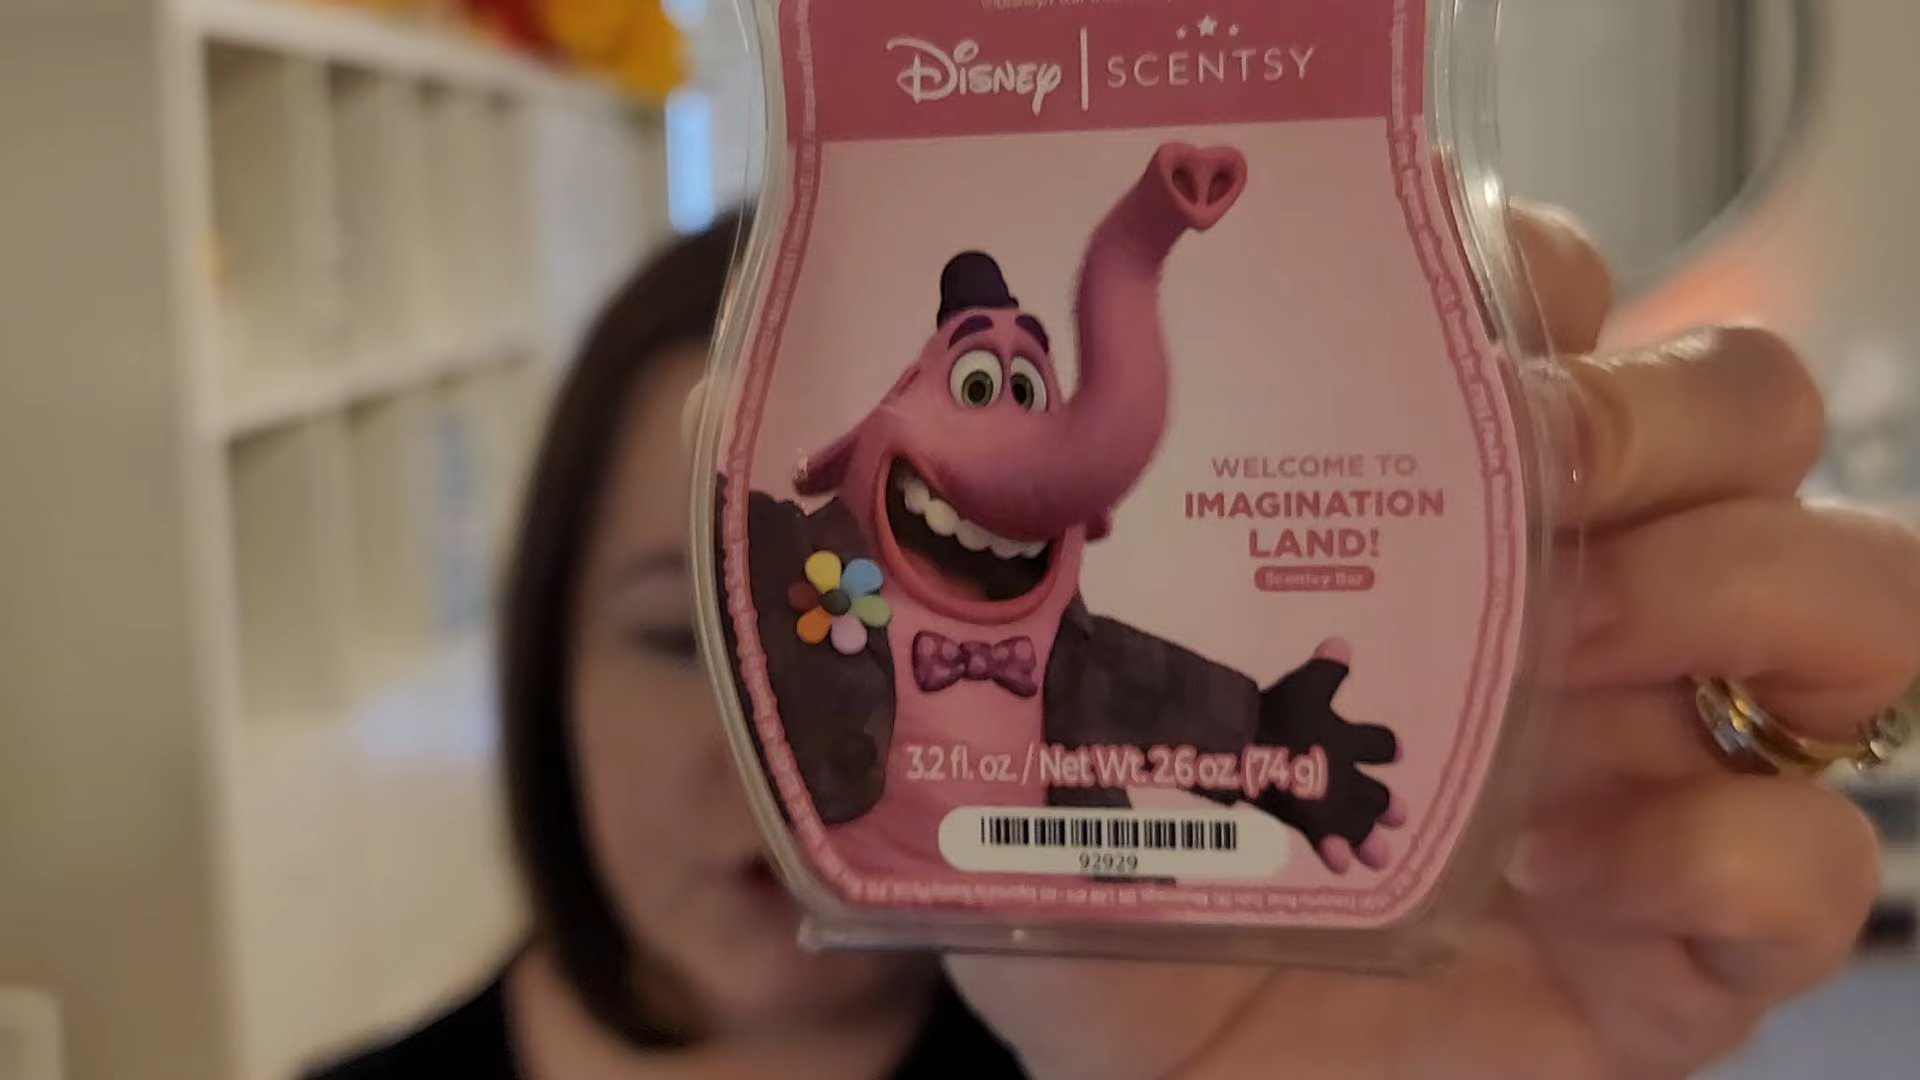 Disney | SCENTSY
WELCOME TO
IMAGINATION
LAND!
Scentsy Bar
3.2 fl. oz. / Net Wt. 2.6 oz (74 g)
92929